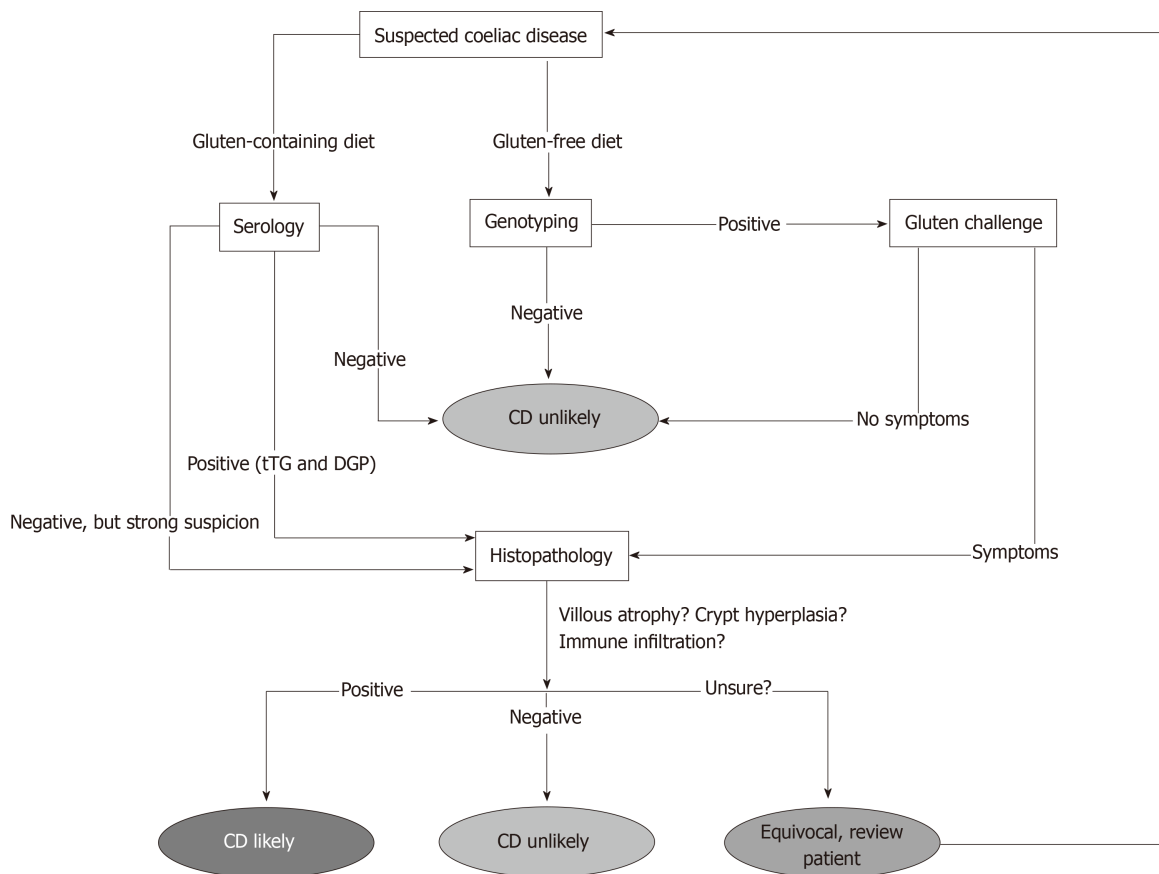 Suspected coeliac disease
Gluten-containing diet
Gluten-free diet
Serology
Genotyping
Positive
Gluten challenge
Negative
Negative
CD unlikely
No symptoms
Positive (tTG and DGP)
Negative, but strong suspicion
Histopathology
Symptoms
Villous atrophy? Crypt hyperplasia?
Immune infiltration?
Positive
Negative
Unsure?
CD likely
CD unlikely
Equivocal, review
patient